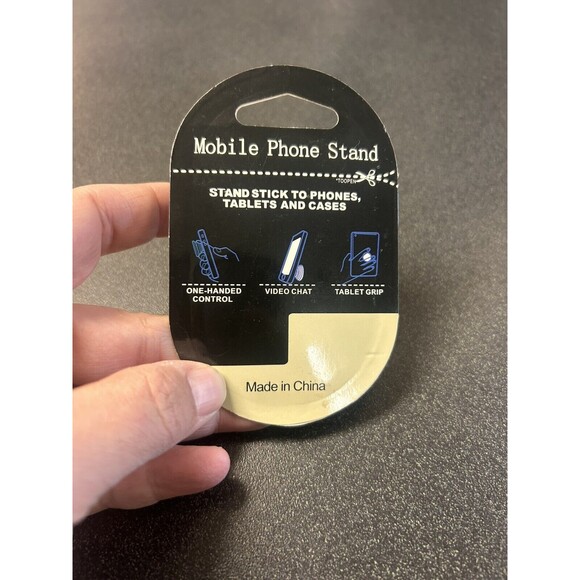 Mobile Phone Stand
*TOOPEN
STAND STICK TO PHONES,
TABLETS AND CASES
ONE-HANDED
CONTROL
VIDEO CHAT
TABLET GRIP
Made in China